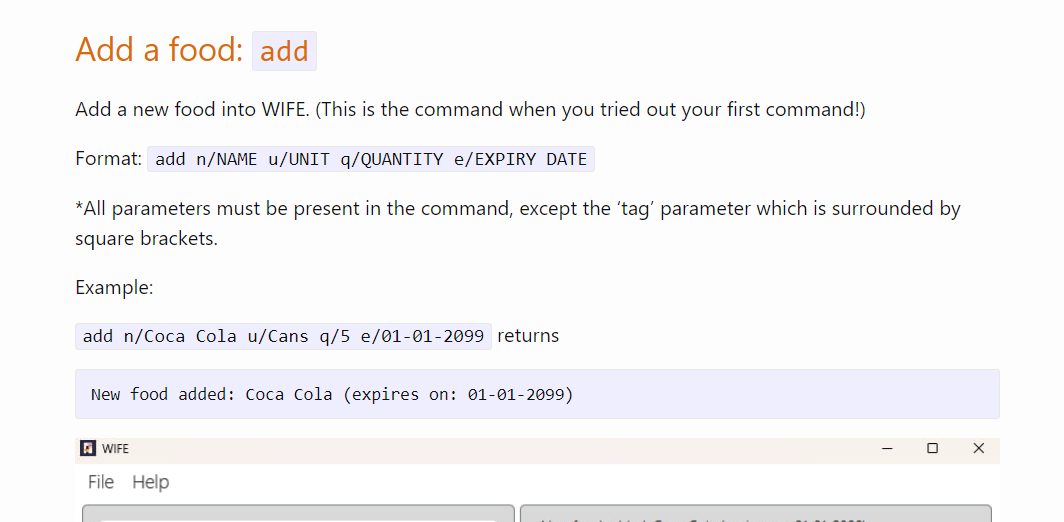 Add a food: add
Add a new food into WIFE. (This is the command when you tried out your first command!)
Format: add n/NAME u/UNIT q/QUANTITY e/EXPIRY DATE
*All parameters must be present in the command, except the ‘tag’ parameter which is surrounded by
square brackets.
Example:
add n/Coca Cola u/Cans q/5 e/01-01-2099 returns
New food added: Coca Cola (expires on: 01-01-2099)
WIFE
File Help